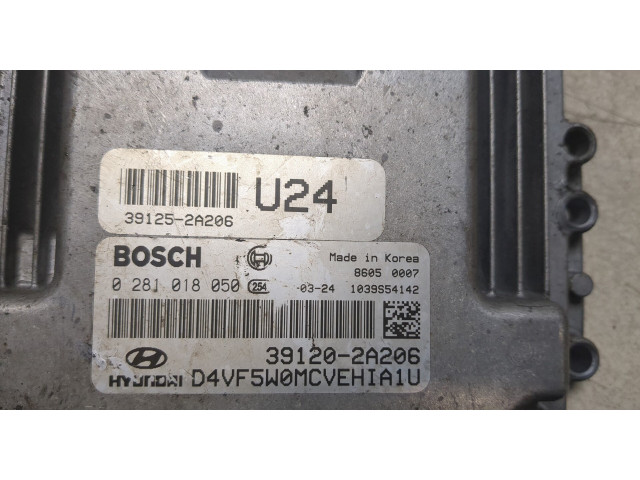 U24
39125-2A206
BOSCH
Made in Korea
8605 0007
0 281 018 050 254 03-24 1039S54142
39120-2A206
HYUNDAI D4VF5W0MCVEHIA1U